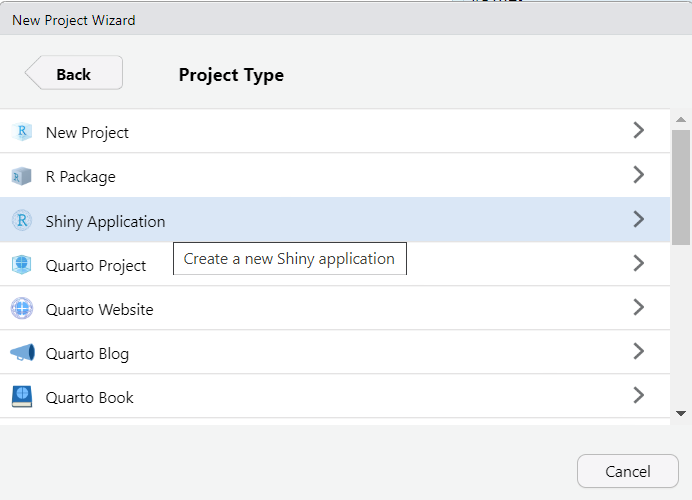 New Project Wizard
Back
Project Type
New Project
R Package
Shiny Application
Create a new Shiny application
Quarto Project
Quarto Website
Quarto Blog
Quarto Book
Cancel